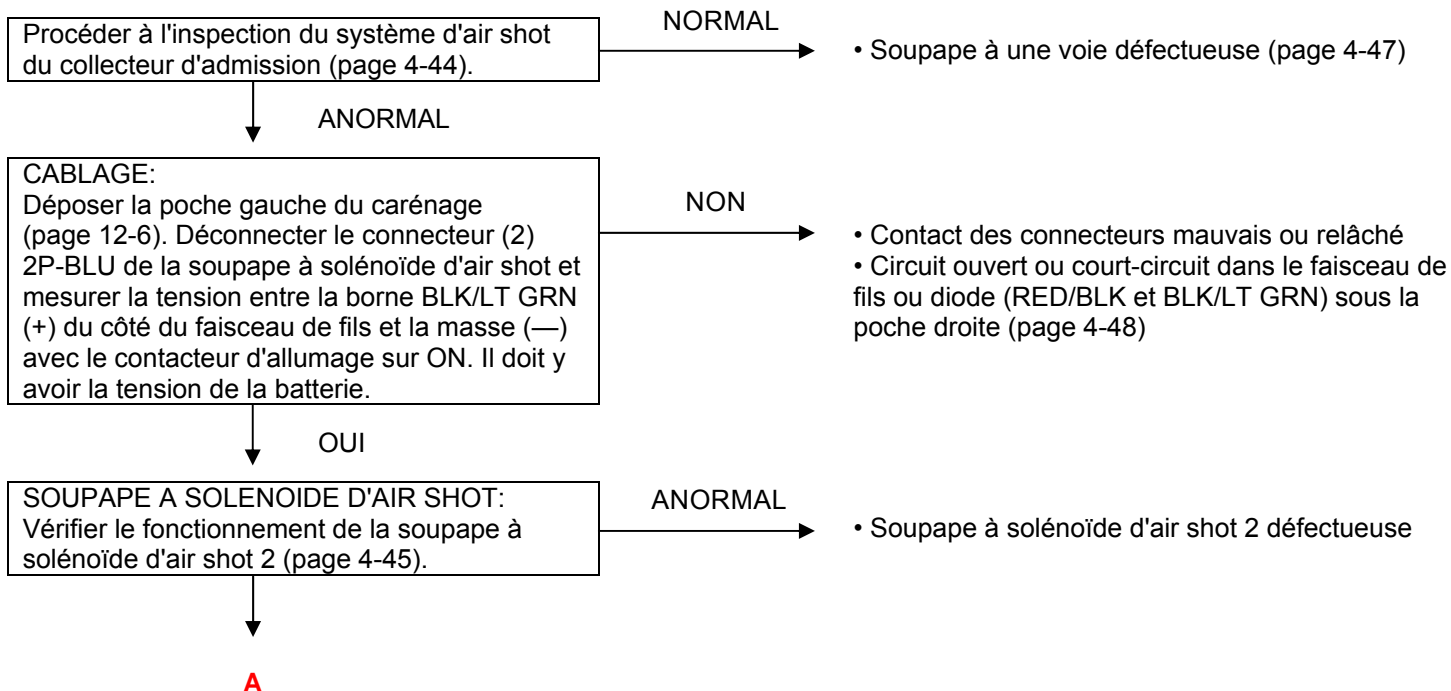 NORMAL
Procéder à l'inspection du système d'air shot
du collecteur d'admission (page 4-44).
• Soupape à une voie défectueuse (page 4-47)
ANORMAL
CABLAGE:
Déposer la poche gauche du carénage
(page 12-6). Déconnecter le connecteur (2)
2P-BLU de la soupape à solénoïde d'air shot et
mesurer la tension entre la borne BLK/LT GRN
(+) du côté du faisceau de fils et la masse (—)
avec le contacteur d'allumage sur ON. Il doit y
avoir la tension de la batterie.
NON
• Contact des connecteurs mauvais ou relâché
• Circuit ouvert ou court-circuit dans le faisceau de
fils ou diode (RED/BLK et BLK/LT GRN) sous la
poche droite (page 4-48)
OUI
SOUPAPE A SOLENOIDE D'AIR SHOT:
Vérifier le fonctionnement de la soupape à
solénoïde d'air shot 2 (page 4-45).
ANORMAL
• Soupape à solénoïde d'air shot 2 défectueuse
A